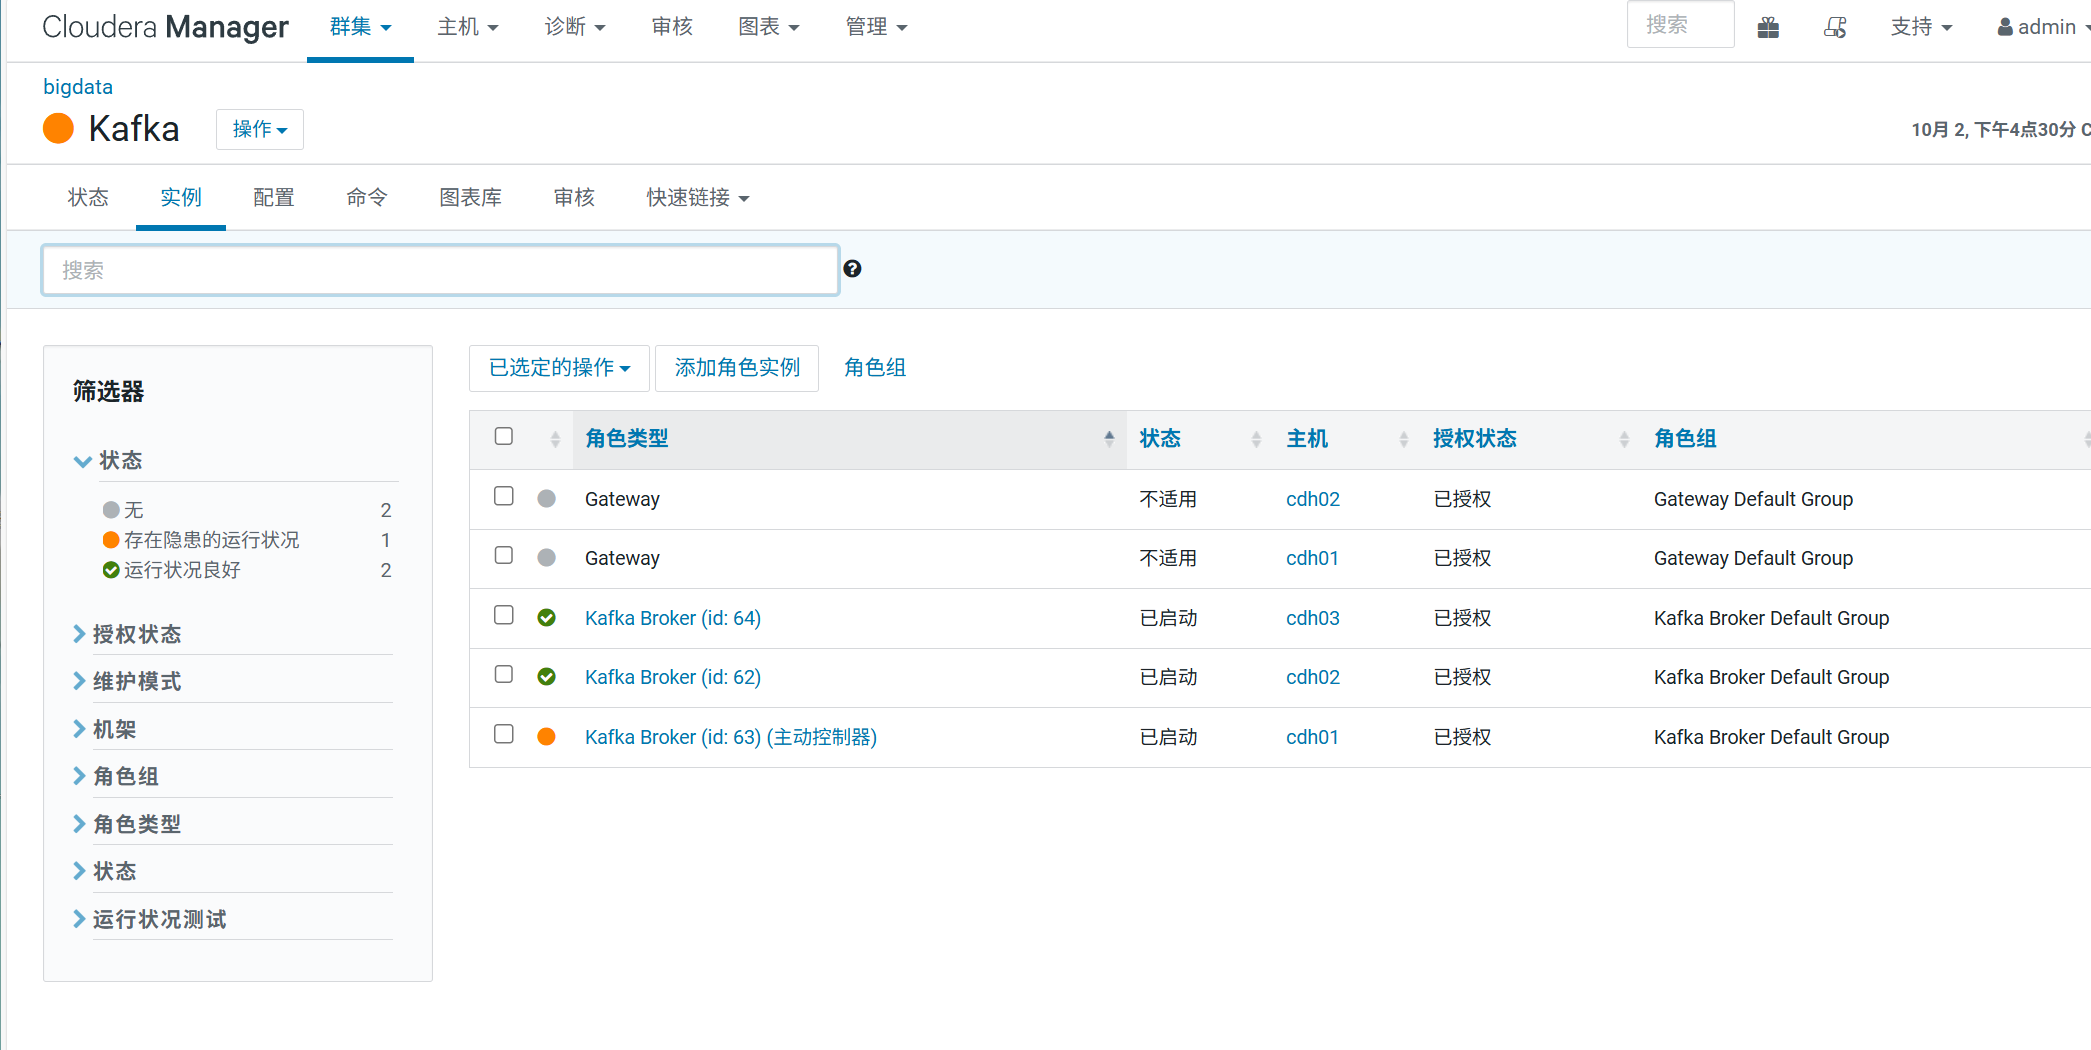 Cloudera Manager 群集 主机 诊断 审核 图表 管理 搜索 支持 admin
bigdata
Kafka 操作 10月 2, 下午4点30分 C
状态 实例 配置 命令 图表库 审核 快速链接
搜索
筛选器
状态
无 2
存在隐患的运行状况 1
运行状况良好 2
授权状态
维护模式
机架
角色组
角色类型
状态
运行状况测试
已选定的操作 添加角色实例 角色组
角色类型 状态 主机 授权状态 角色组
Gateway 不适用 cdh02 已授权 Gateway Default Group
Gateway 不适用 cdh01 已授权 Gateway Default Group
Kafka Broker (id: 64) 已启动 cdh03 已授权 Kafka Broker Default Group
Kafka Broker (id: 62) 已启动 cdh02 已授权 Kafka Broker Default Group
Kafka Broker (id: 63) (主动控制器) 已启动 cdh01 已授权 Kafka Broker Default Group